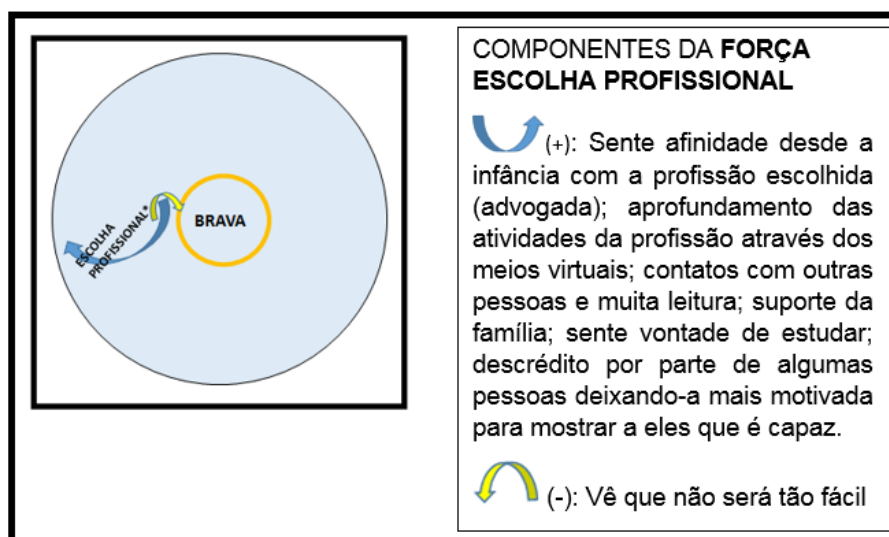 ESCOLHA
PROFISSIONAL*
BRAVA
COMPONENTES DA FORÇA
ESCOLHA PROFISSIONAL
(+): Sente afinidade desde a
infância com a profissão escolhida
(advogada); aprofundamento das
atividades da profissão através dos
meios virtuais; contatos com outras
pessoas e muita leitura; suporte da
família; sente vontade de estudar;
descrédito por parte de algumas
pessoas deixando-a mais motivada
para mostrar a eles que é capaz.
(-): Vê que não será tão fácil